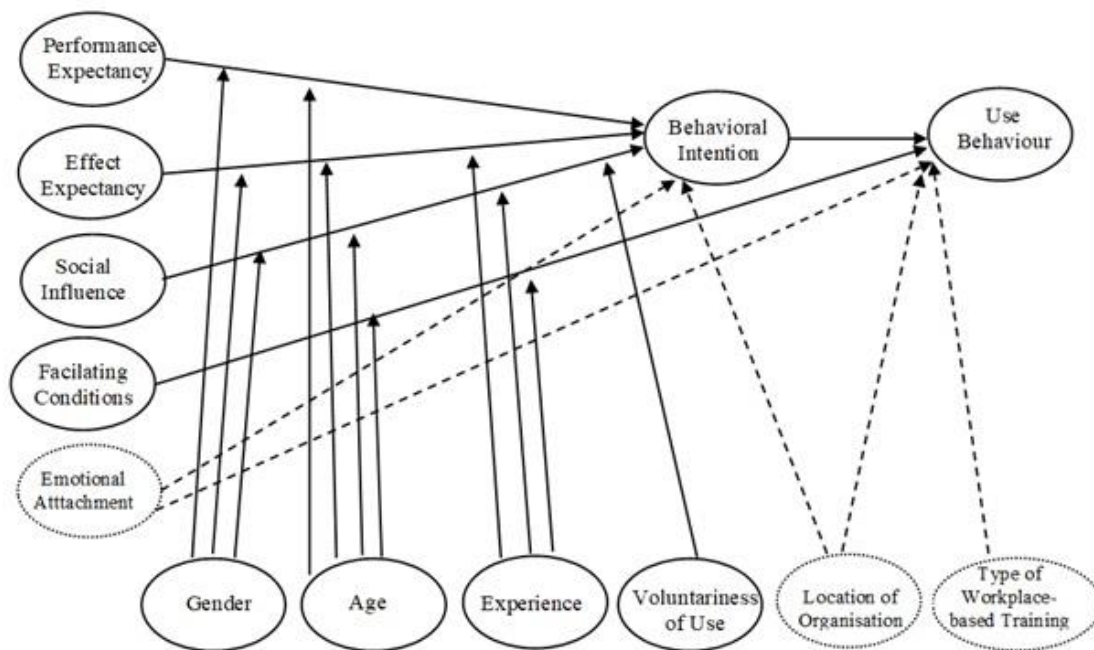 Performance
Expectancy
Effect
Expectancy
Social
Influence
Facilating
Conditions
Emotional
Atttachment
Behavioral
Intention
Use
Behaviour
Gender
Age
Experience
Voluntariness
of Use
Location of
Organisation
Type of
Workplace-
based Training